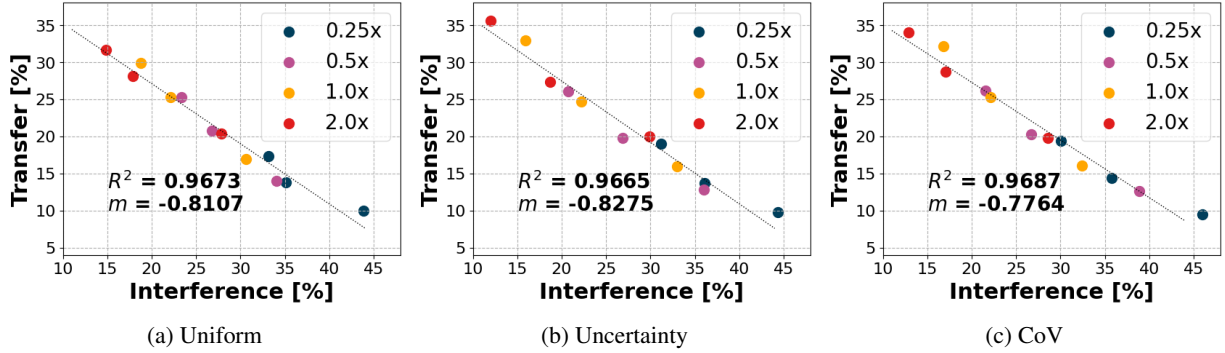 35
30
25
20
15
10
5
Transfer [%]
0.25x
0.5x
1.0x
2.0x
R² = 0.9673
m = -0.8107
10 15 20 25 30 35 40 45
Interference [%]
(a) Uniform
35
30
25
20
15
10
5
Transfer [%]
0.25x
0.5x
1.0x
2.0x
R² = 0.9665
m = -0.8275
10 15 20 25 30 35 40 45
Interference [%]
(b) Uncertainty
35
30
25
20
15
10
5
Transfer [%]
0.25x
0.5x
1.0x
2.0x
R² = 0.9687
m = -0.7764
10 15 20 25 30 35 40 45
Interference [%]
(c) CoV